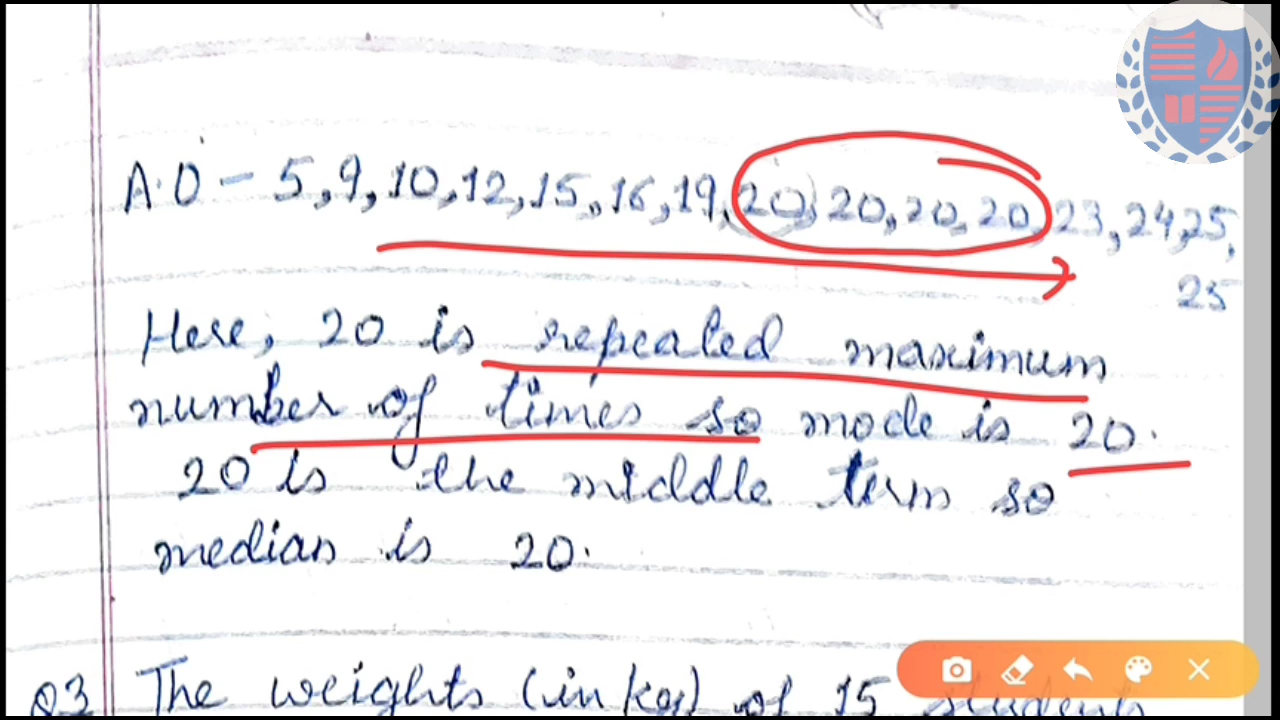 A.O - 5,9,10,12,15,16,19,20,20,20,20,23,24,25,
25
Here, 20 is repeated maximum
number of times so mode is 20.
20 is the middle term so
median is 20.
Q3 The weights (in kg) of 15 students